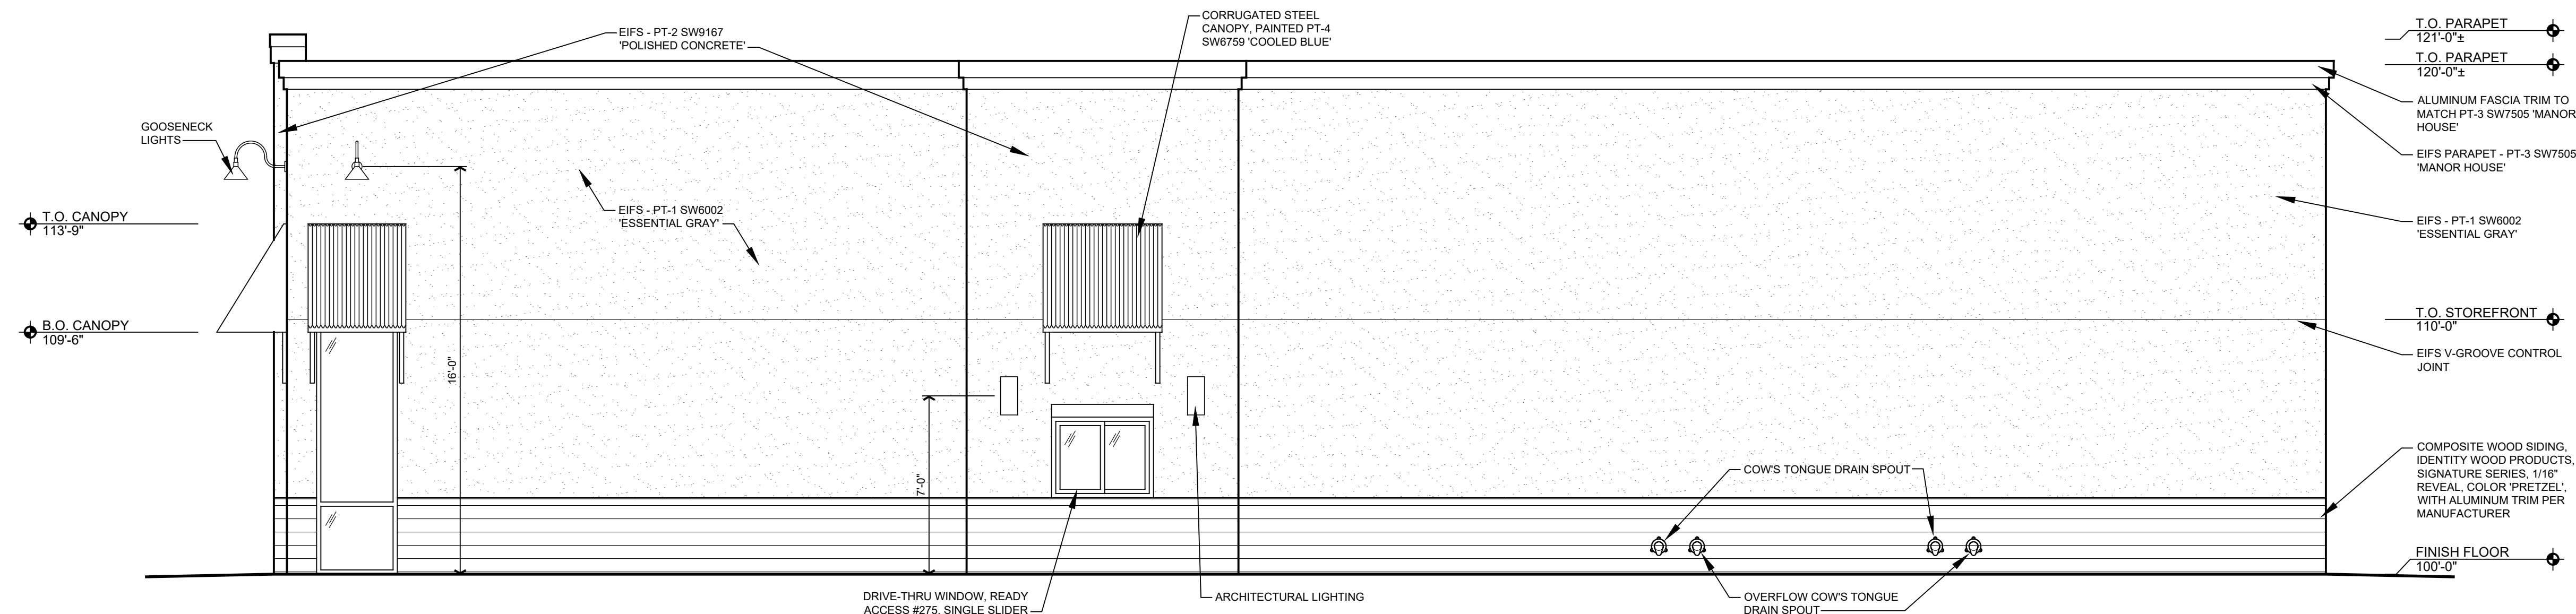 CORRUGATED STEEL
CANOPY, PAINTED PT-4
SW6759 'COOLED BLUE'
EIFS - PT-2 SW9167
'POLISHED CONCRETE'
T.O. PARAPET
121'-0"±
T.O. PARAPET
120'-0"±
ALUMINUM FASCIA TRIM TO
MATCH PT-3 SW7505 'MANOR
HOUSE'
GOOSENECK
LIGHTS
EIFS PARAPET - PT-3 SW7505
'MANOR HOUSE'
EIFS - PT-1 SW6002
'ESSENTIAL GRAY'
T.O. CANOPY
113'-9"
EIFS - PT-1 SW6002
'ESSENTIAL GRAY'
T.O. STOREFRONT
110'-0"
B.O. CANOPY
109'-6"
EIFS V-GROOVE CONTROL
JOINT
16'-0"
7'-0"
COMPOSITE WOOD SIDING,
IDENTITY WOOD PRODUCTS,
SIGNATURE SERIES, 1/16"
REVEAL, COLOR 'PRETZEL',
WITH ALUMINUM TRIM PER
MANUFACTURER
COW'S TONGUE DRAIN SPOUT
FINISH FLOOR
100'-0"
DRIVE-THRU WINDOW, READY
ACCESS #275, SINGLE SLIDER
ARCHITECTURAL LIGHTING
OVERFLOW COW'S TONGUE
DRAIN SPOUT